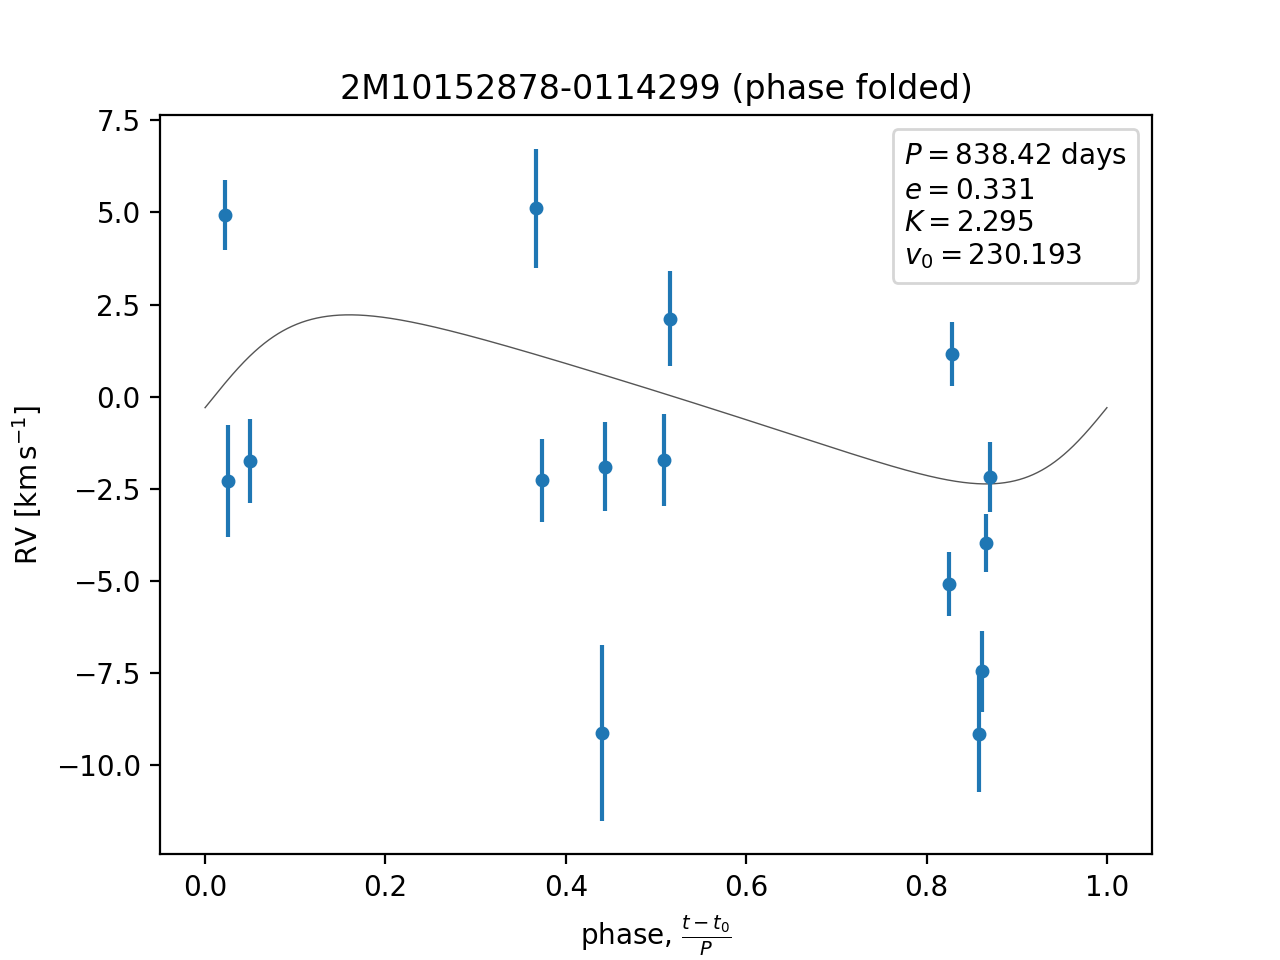 2M10152878-0114299 (phase folded)
P = 838.42 days
e = 0.331
K = 2.295
v₀ = 230.193
7.5
5.0
2.5
0.0
−2.5
−5.0
−7.5
−10.0
RV [km s⁻¹]
0.0 0.2 0.4 0.6 0.8 1.0
phase, (t − t₀)/P